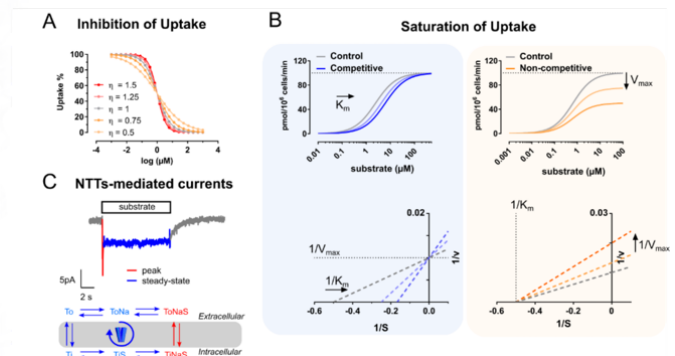 A
Inhibition of Uptake
100
80
60
40
20
0
Uptake %
η = 1.5
η = 1.25
η = 1
η = 0.75
η = 0.5
-4 -2 0 2 4
log (μM)
B
Saturation of Uptake
Control
Competitive
120
80
40
0
pmol/10⁶ cells/min
Km
0.01 0.1 1 10 100
substrate (μM)
Control
Non-competitive
120
80
40
0
pmol/10⁶ cells/min
Vmax
0.001 0.01 0.1 1 10 100
substrate (μM)
0.02
1/v
1/Vmax
1/Km
-0.6 -0.4 -0.2 0.0
1/S
1/Km
0.03
1/v
1/Vmax
-0.6 -0.4 -0.2 0.0
1/S
C
NTTs-mediated currents
substrate
5pA
2 s
peak
steady-state
To ToNa ToNaS
Extracellular
Ti TiS TiNaS
Intracellular